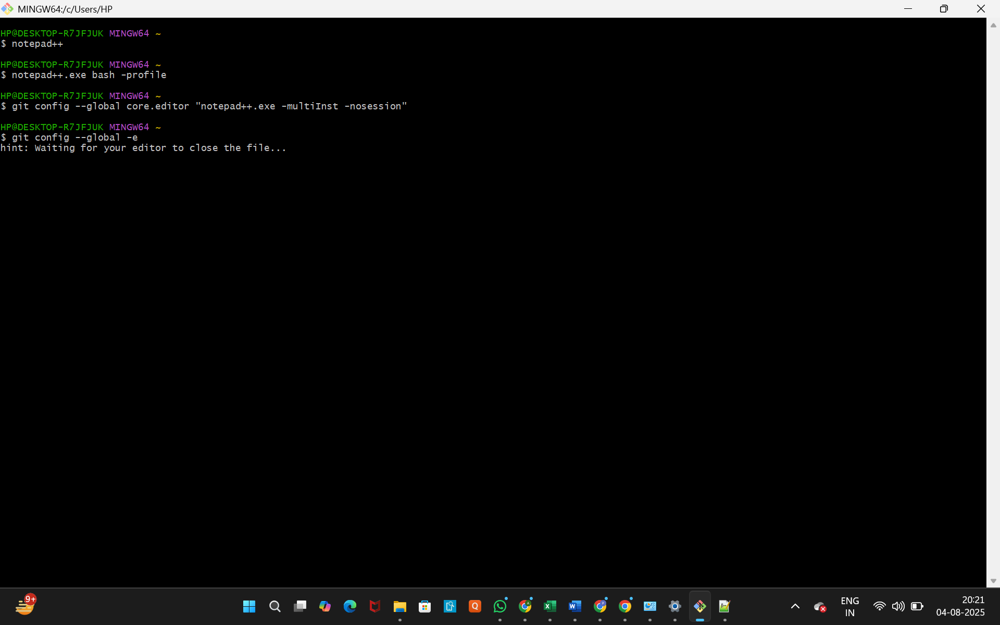 MINGW64:/c/Users/HP
HP@DESKTOP-R7JFJUK MINGW64 ~
$ notepad++
HP@DESKTOP-R7JFJUK MINGW64 ~
$ notepad++.exe bash -profile
HP@DESKTOP-R7JFJUK MINGW64 ~
$ git config --global core.editor "notepad++.exe -multiInst -nosession"
HP@DESKTOP-R7JFJUK MINGW64 ~
$ git config --global -e
hint: Waiting for your editor to close the file...
9+
ENG
IN
20:21
04-08-2025